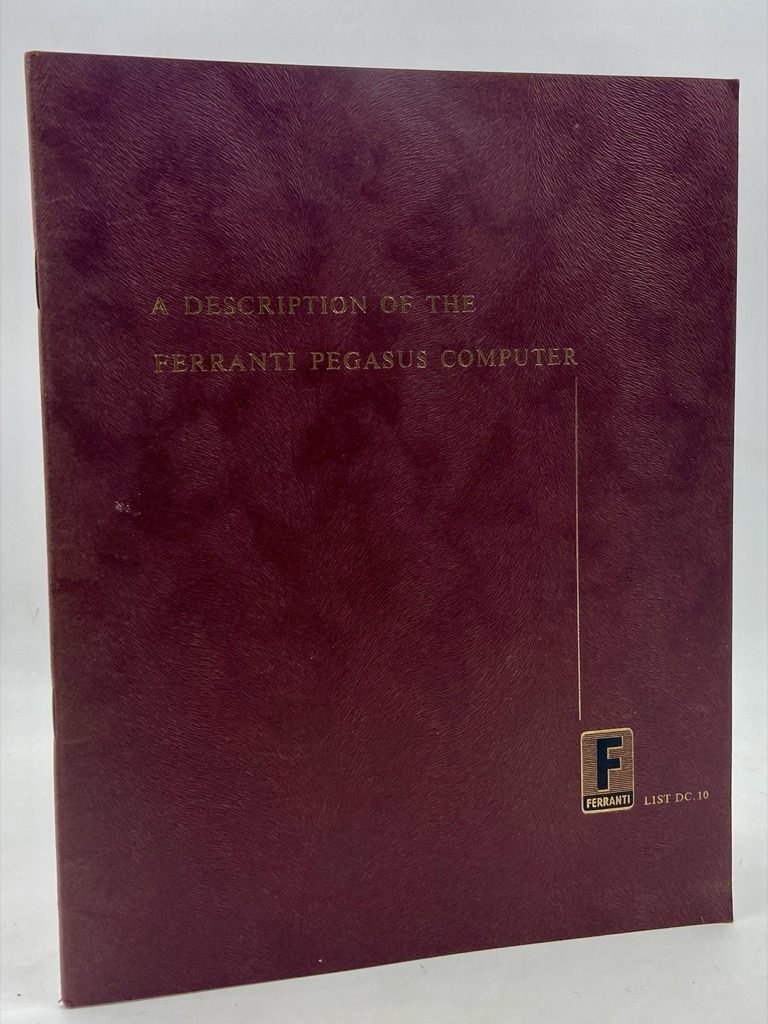 A DESCRIPTION OF THE
FERRANTI PEGASUS COMPUTER
F
FERRANTI
LIST DC.10